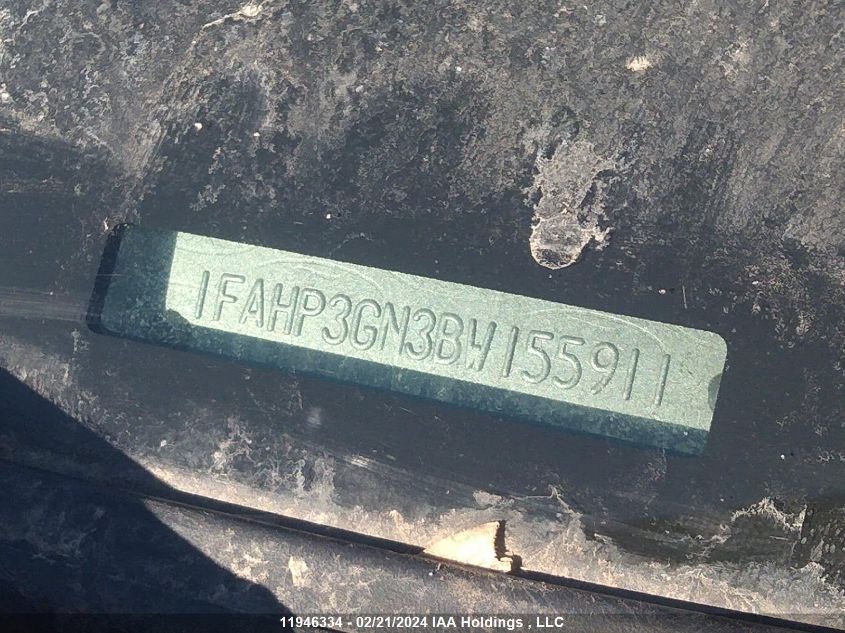 1FAHP3GN3BW155911
11946334 - 02/21/2024 IAA Holdings , LLC